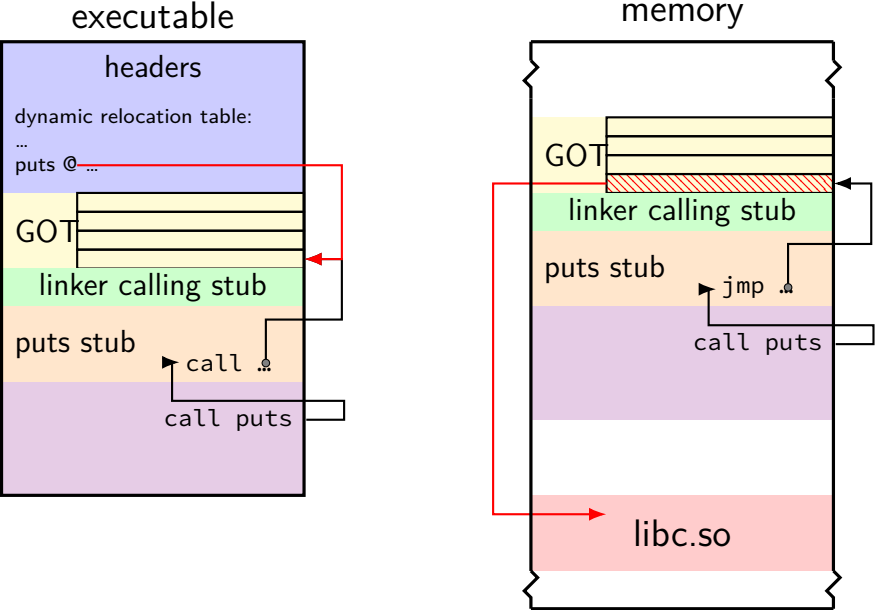 executable
headers
dynamic relocation table:
...
puts @ ...
GOT
linker calling stub
puts stub
call ...
call puts
memory
GOT
linker calling stub
puts stub
jmp ...
call puts
libc.so